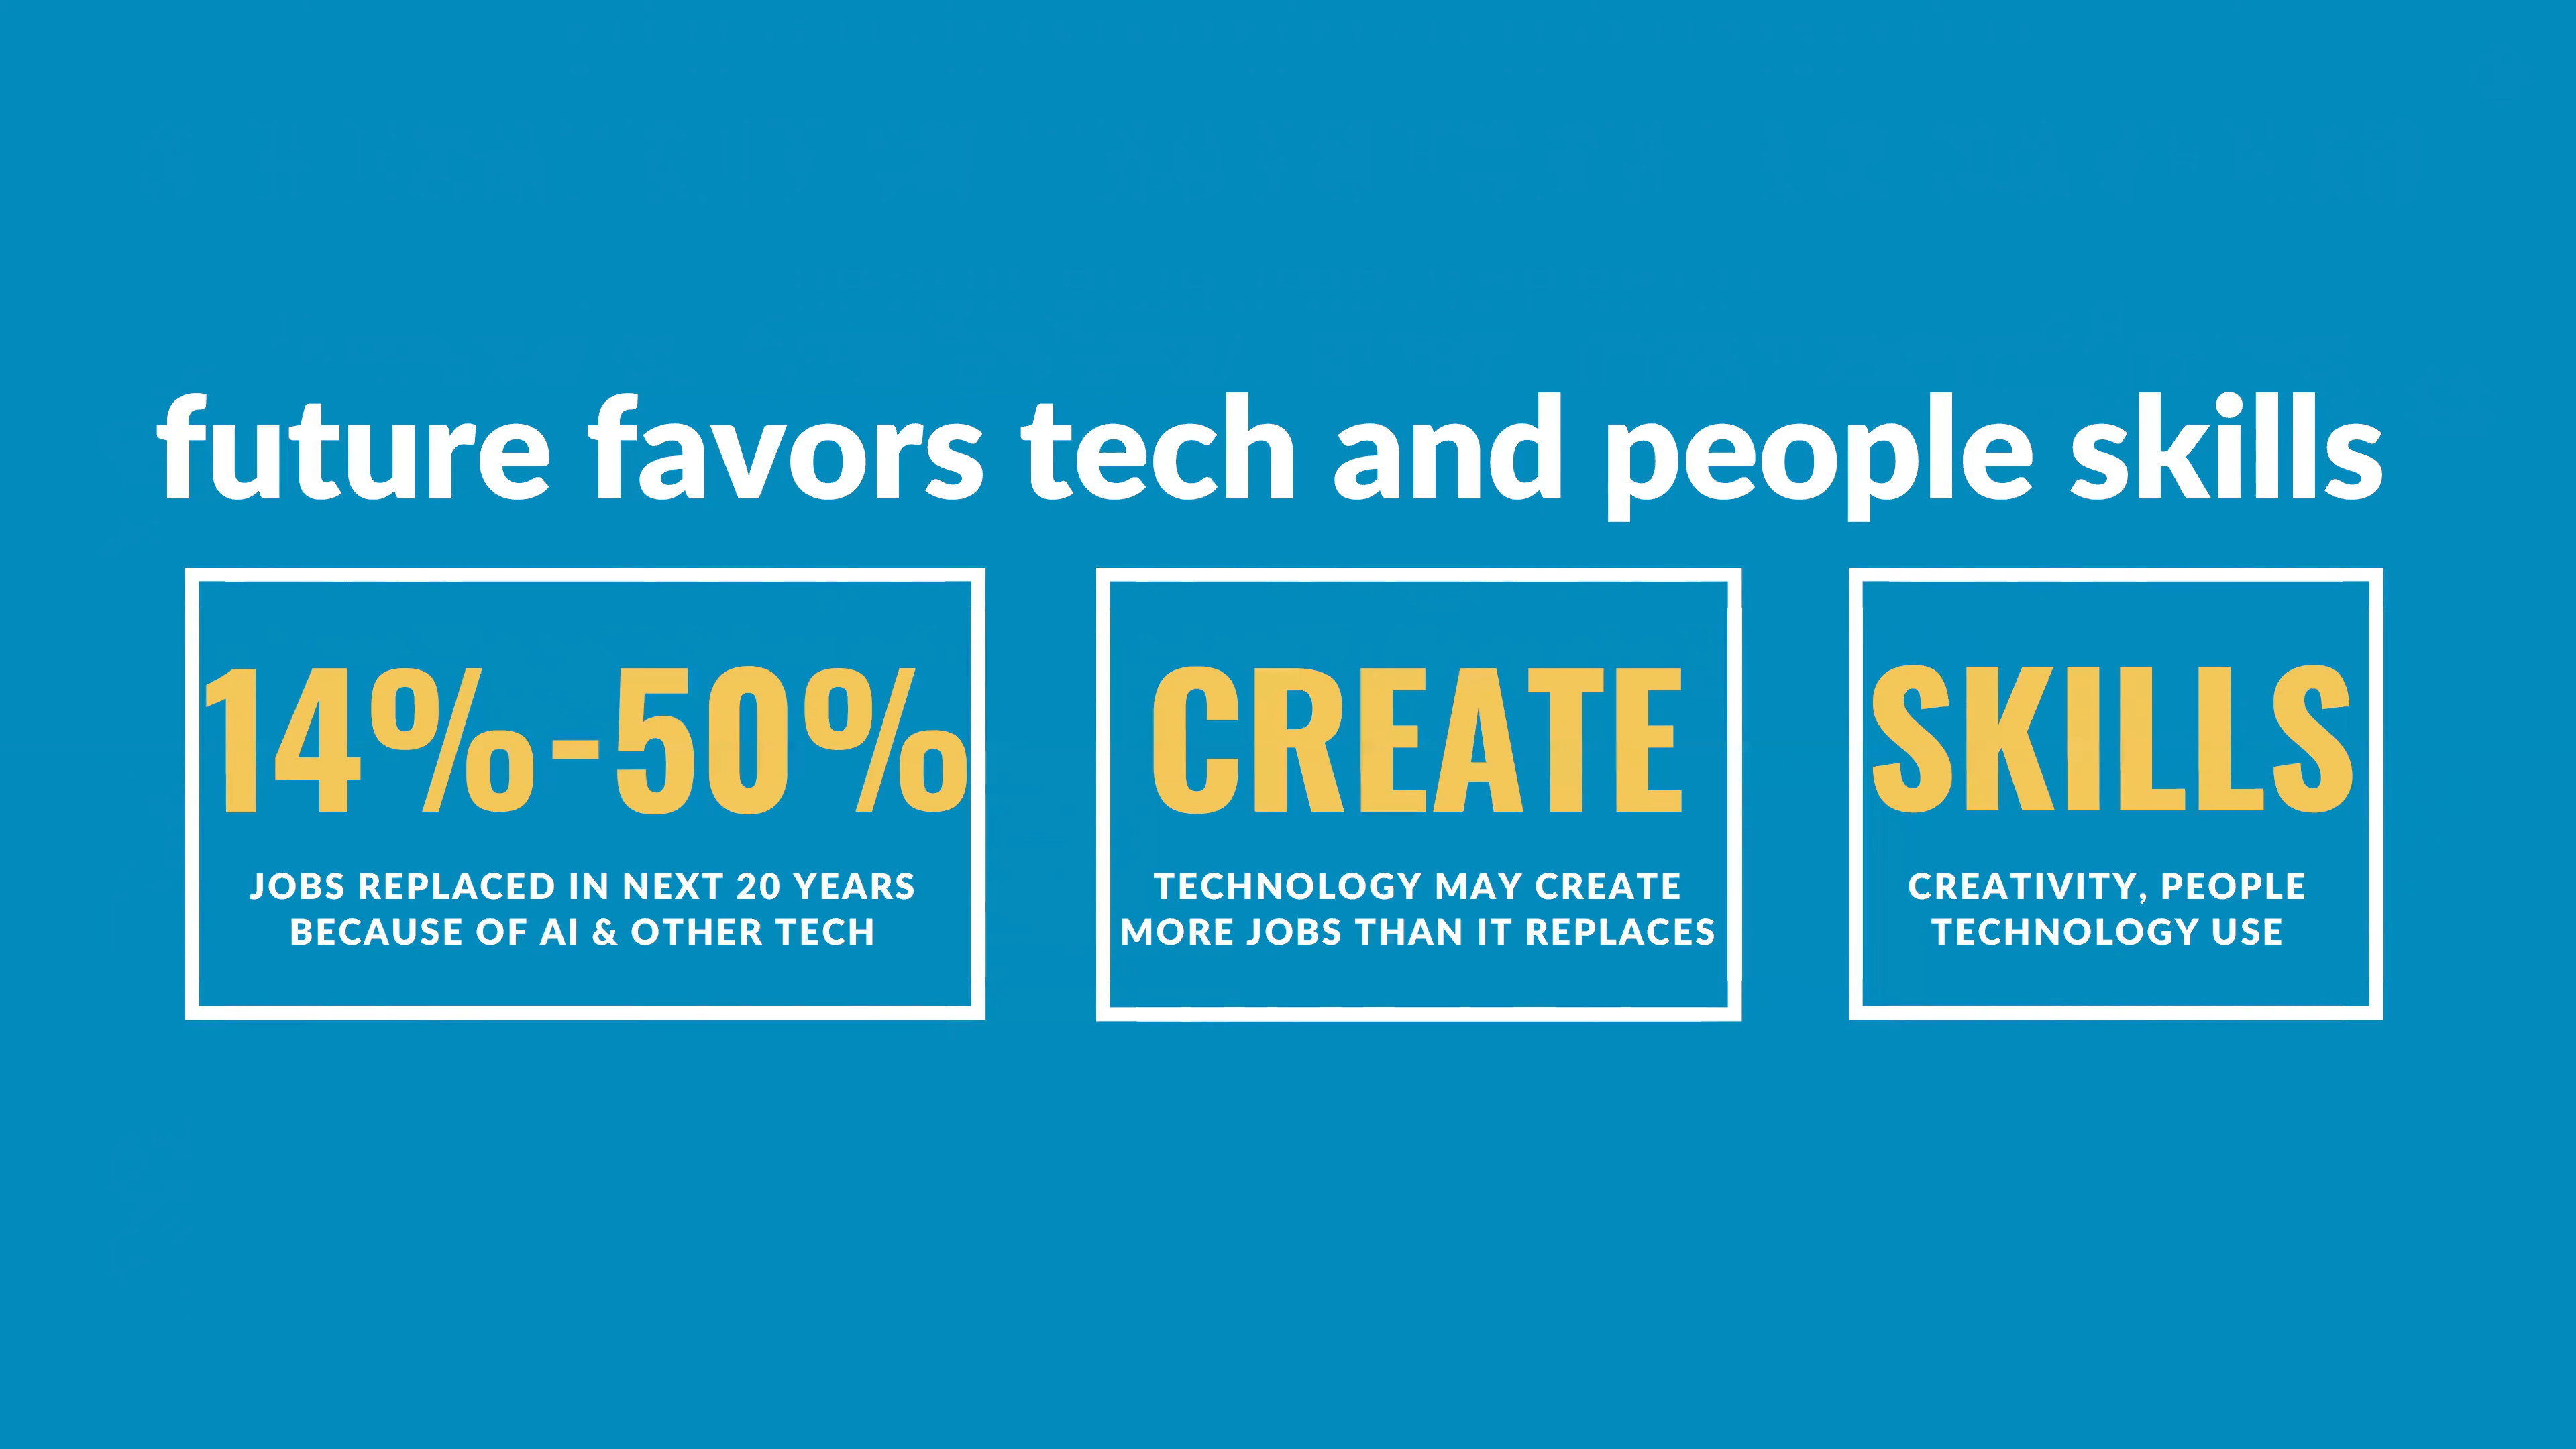 future favors tech and people skills
14%-50%
JOBS REPLACED IN NEXT 20 YEARS
BECAUSE OF AI & OTHER TECH
CREATE
TECHNOLOGY MAY CREATE
MORE JOBS THAN IT REPLACES
SKILLS
CREATIVITY, PEOPLE
TECHNOLOGY USE